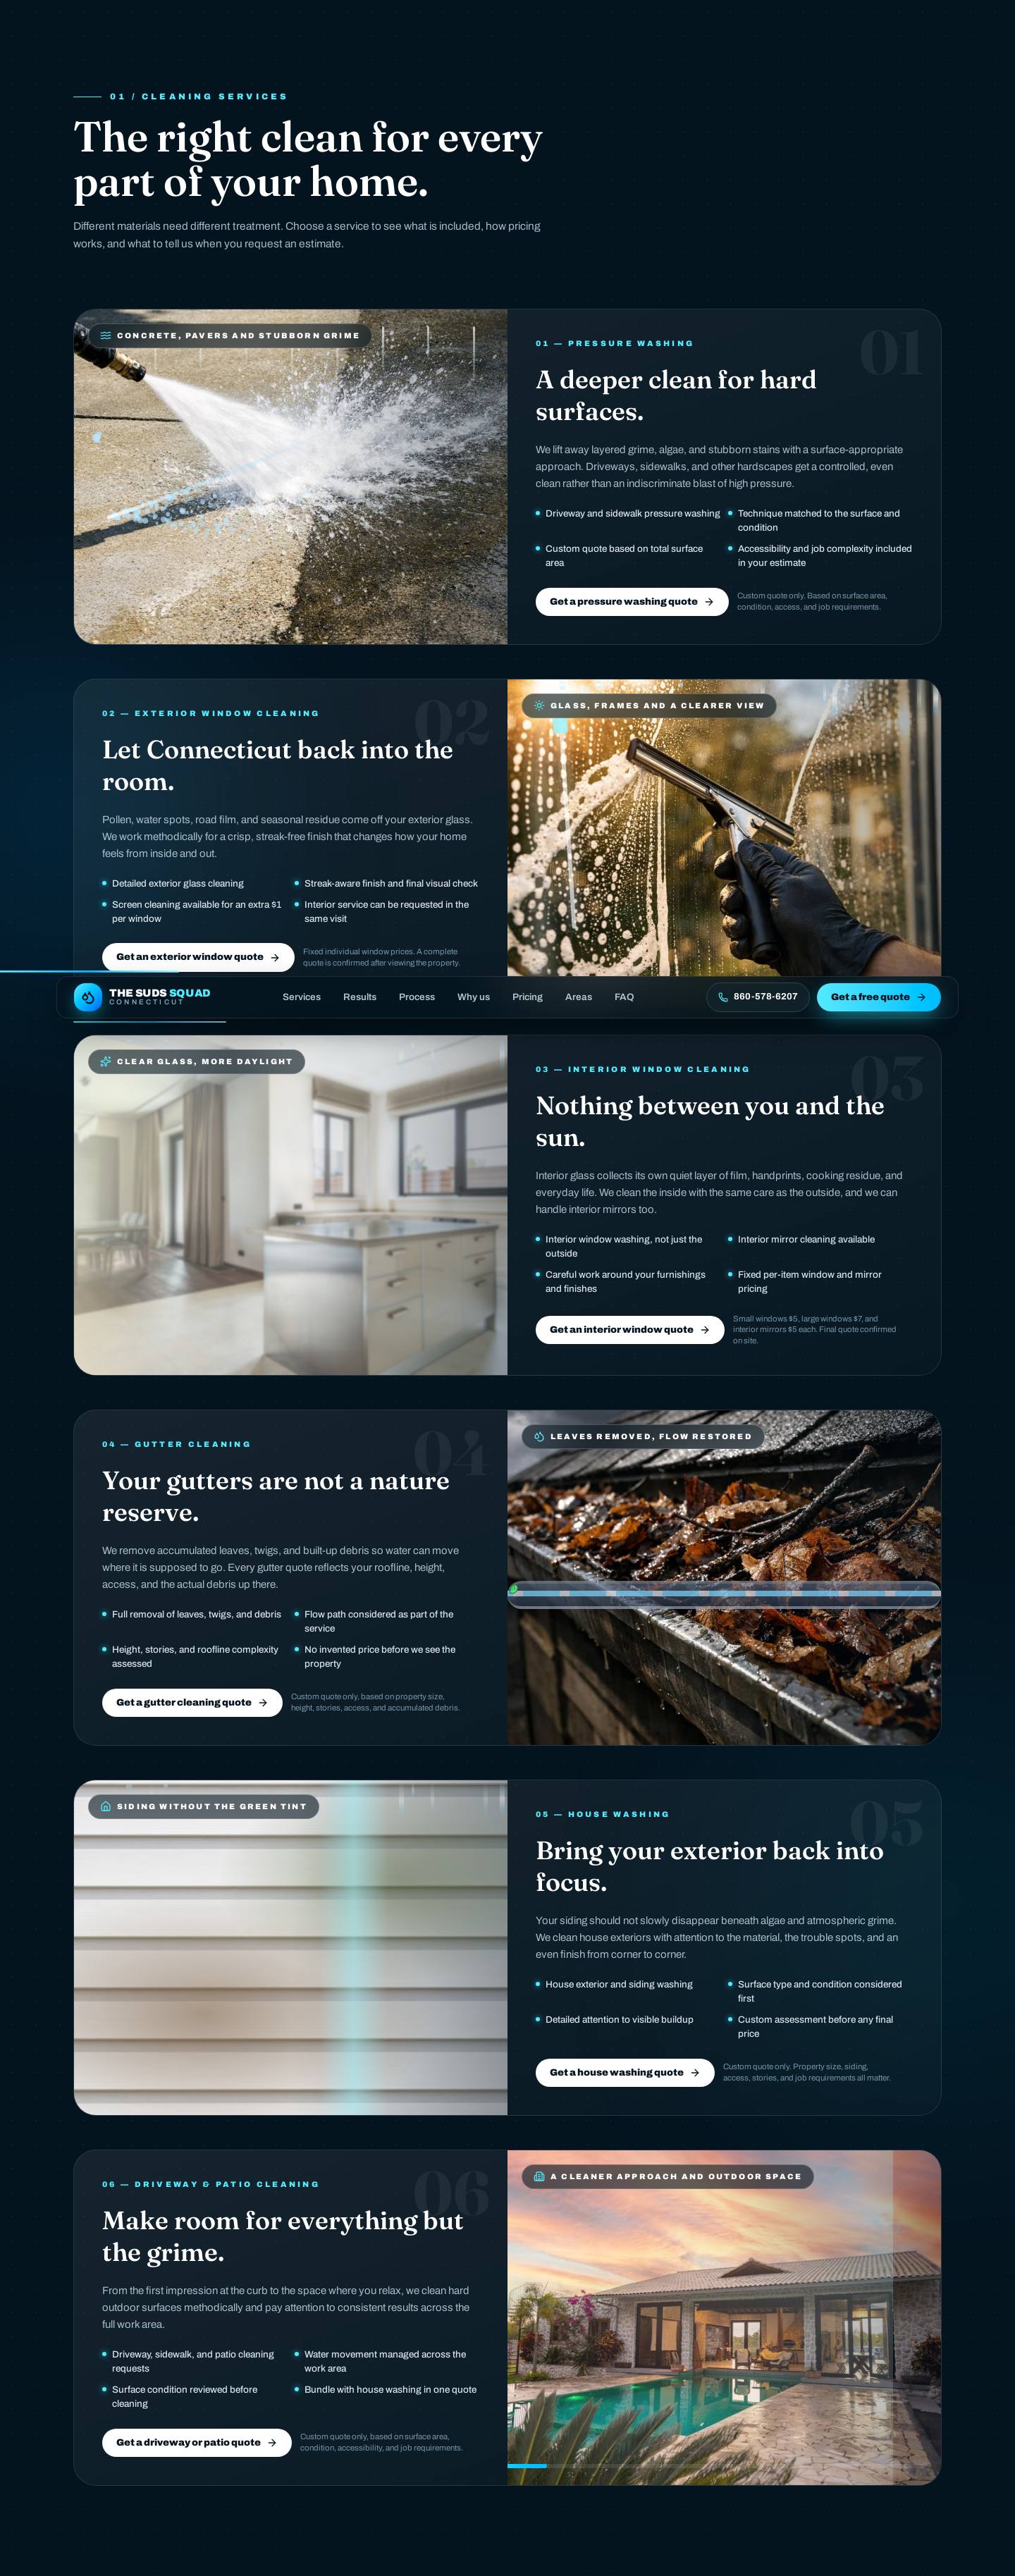 01 / CLEANING SERVICES
The right clean for every
part of your home.
Different materials need different treatment. Choose a service to see what is included, how pricing
works, and what to tell us when you request an estimate.
CONCRETE, PAVERS AND STUBBORN GRIME
01 — PRESSURE WASHING
01
A deeper clean for hard
surfaces.
We lift away layered grime, algae, and stubborn stains with a surface-appropriate
approach. Driveways, sidewalks, and other hardscapes get a controlled, even
clean rather than an indiscriminate blast of high pressure.
Driveway and sidewalk pressure washing
Technique matched to the surface and
condition
Custom quote based on total surface
area
Accessibility and job complexity included
in your estimate
Get a pressure washing quote
Custom quote only. Based on surface area,
condition, access, and job requirements.
02 — EXTERIOR WINDOW CLEANING
02
Let Connecticut back into the
room.
Pollen, water spots, road film, and seasonal residue come off your exterior glass.
We work methodically for a crisp, streak-free finish that changes how your home
feels from inside and out.
Detailed exterior glass cleaning
Streak-aware finish and final visual check
Screen cleaning available for an extra $1
per window
Interior service can be requested in the
same visit
Get an exterior window quote
Fixed individual window prices. A complete
quote is confirmed after viewing the property.
GLASS, FRAMES AND A CLEARER VIEW
THE SUDS SQUAD
CONNECTICUT
Services
Results
Process
Why us
Pricing
Areas
FAQ
860-578-6207
Get a free quote
CLEAR GLASS, MORE DAYLIGHT
03 — INTERIOR WINDOW CLEANING
03
Nothing between you and the
sun.
Interior glass collects its own quiet layer of film, handprints, cooking residue, and
everyday life. We clean the inside with the same care as the outside, and we can
handle interior mirrors too.
Interior window washing, not just the
outside
Interior mirror cleaning available
Careful work around your furnishings
and finishes
Fixed per-item window and mirror
pricing
Get an interior window quote
Small windows $5, large windows $7, and
interior mirrors $5 each. Final quote confirmed
on site.
04 — GUTTER CLEANING
04
Your gutters are not a nature
reserve.
We remove accumulated leaves, twigs, and built-up debris so water can move
where it is supposed to go. Every gutter quote reflects your roofline, height,
access, and the actual debris up there.
Full removal of leaves, twigs, and debris
Flow path considered as part of the
service
Height, stories, and roofline complexity
assessed
No invented price before we see the
property
Get a gutter cleaning quote
Custom quote only, based on property size,
height, stories, access, and accumulated debris.
LEAVES REMOVED, FLOW RESTORED
SIDING WITHOUT THE GREEN TINT
05 — HOUSE WASHING
05
Bring your exterior back into
focus.
Your siding should not slowly disappear beneath algae and atmospheric grime.
We clean house exteriors with attention to the material, the trouble spots, and an
even finish from corner to corner.
House exterior and siding washing
Surface type and condition considered
first
Detailed attention to visible buildup
Custom assessment before any final
price
Get a house washing quote
Custom quote only. Property size, siding,
access, stories, and job requirements all matter.
06 — DRIVEWAY & PATIO CLEANING
06
Make room for everything but
the grime.
From the first impression at the curb to the space where you relax, we clean hard
outdoor surfaces methodically and pay attention to consistent results across the
full work area.
Driveway, sidewalk, and patio cleaning
requests
Water movement managed across the
work area
Surface condition reviewed before
cleaning
Bundle with house washing in one quote
Get a driveway or patio quote
Custom quote only, based on surface area,
condition, accessibility, and job requirements.
A CLEANER APPROACH AND OUTDOOR SPACE